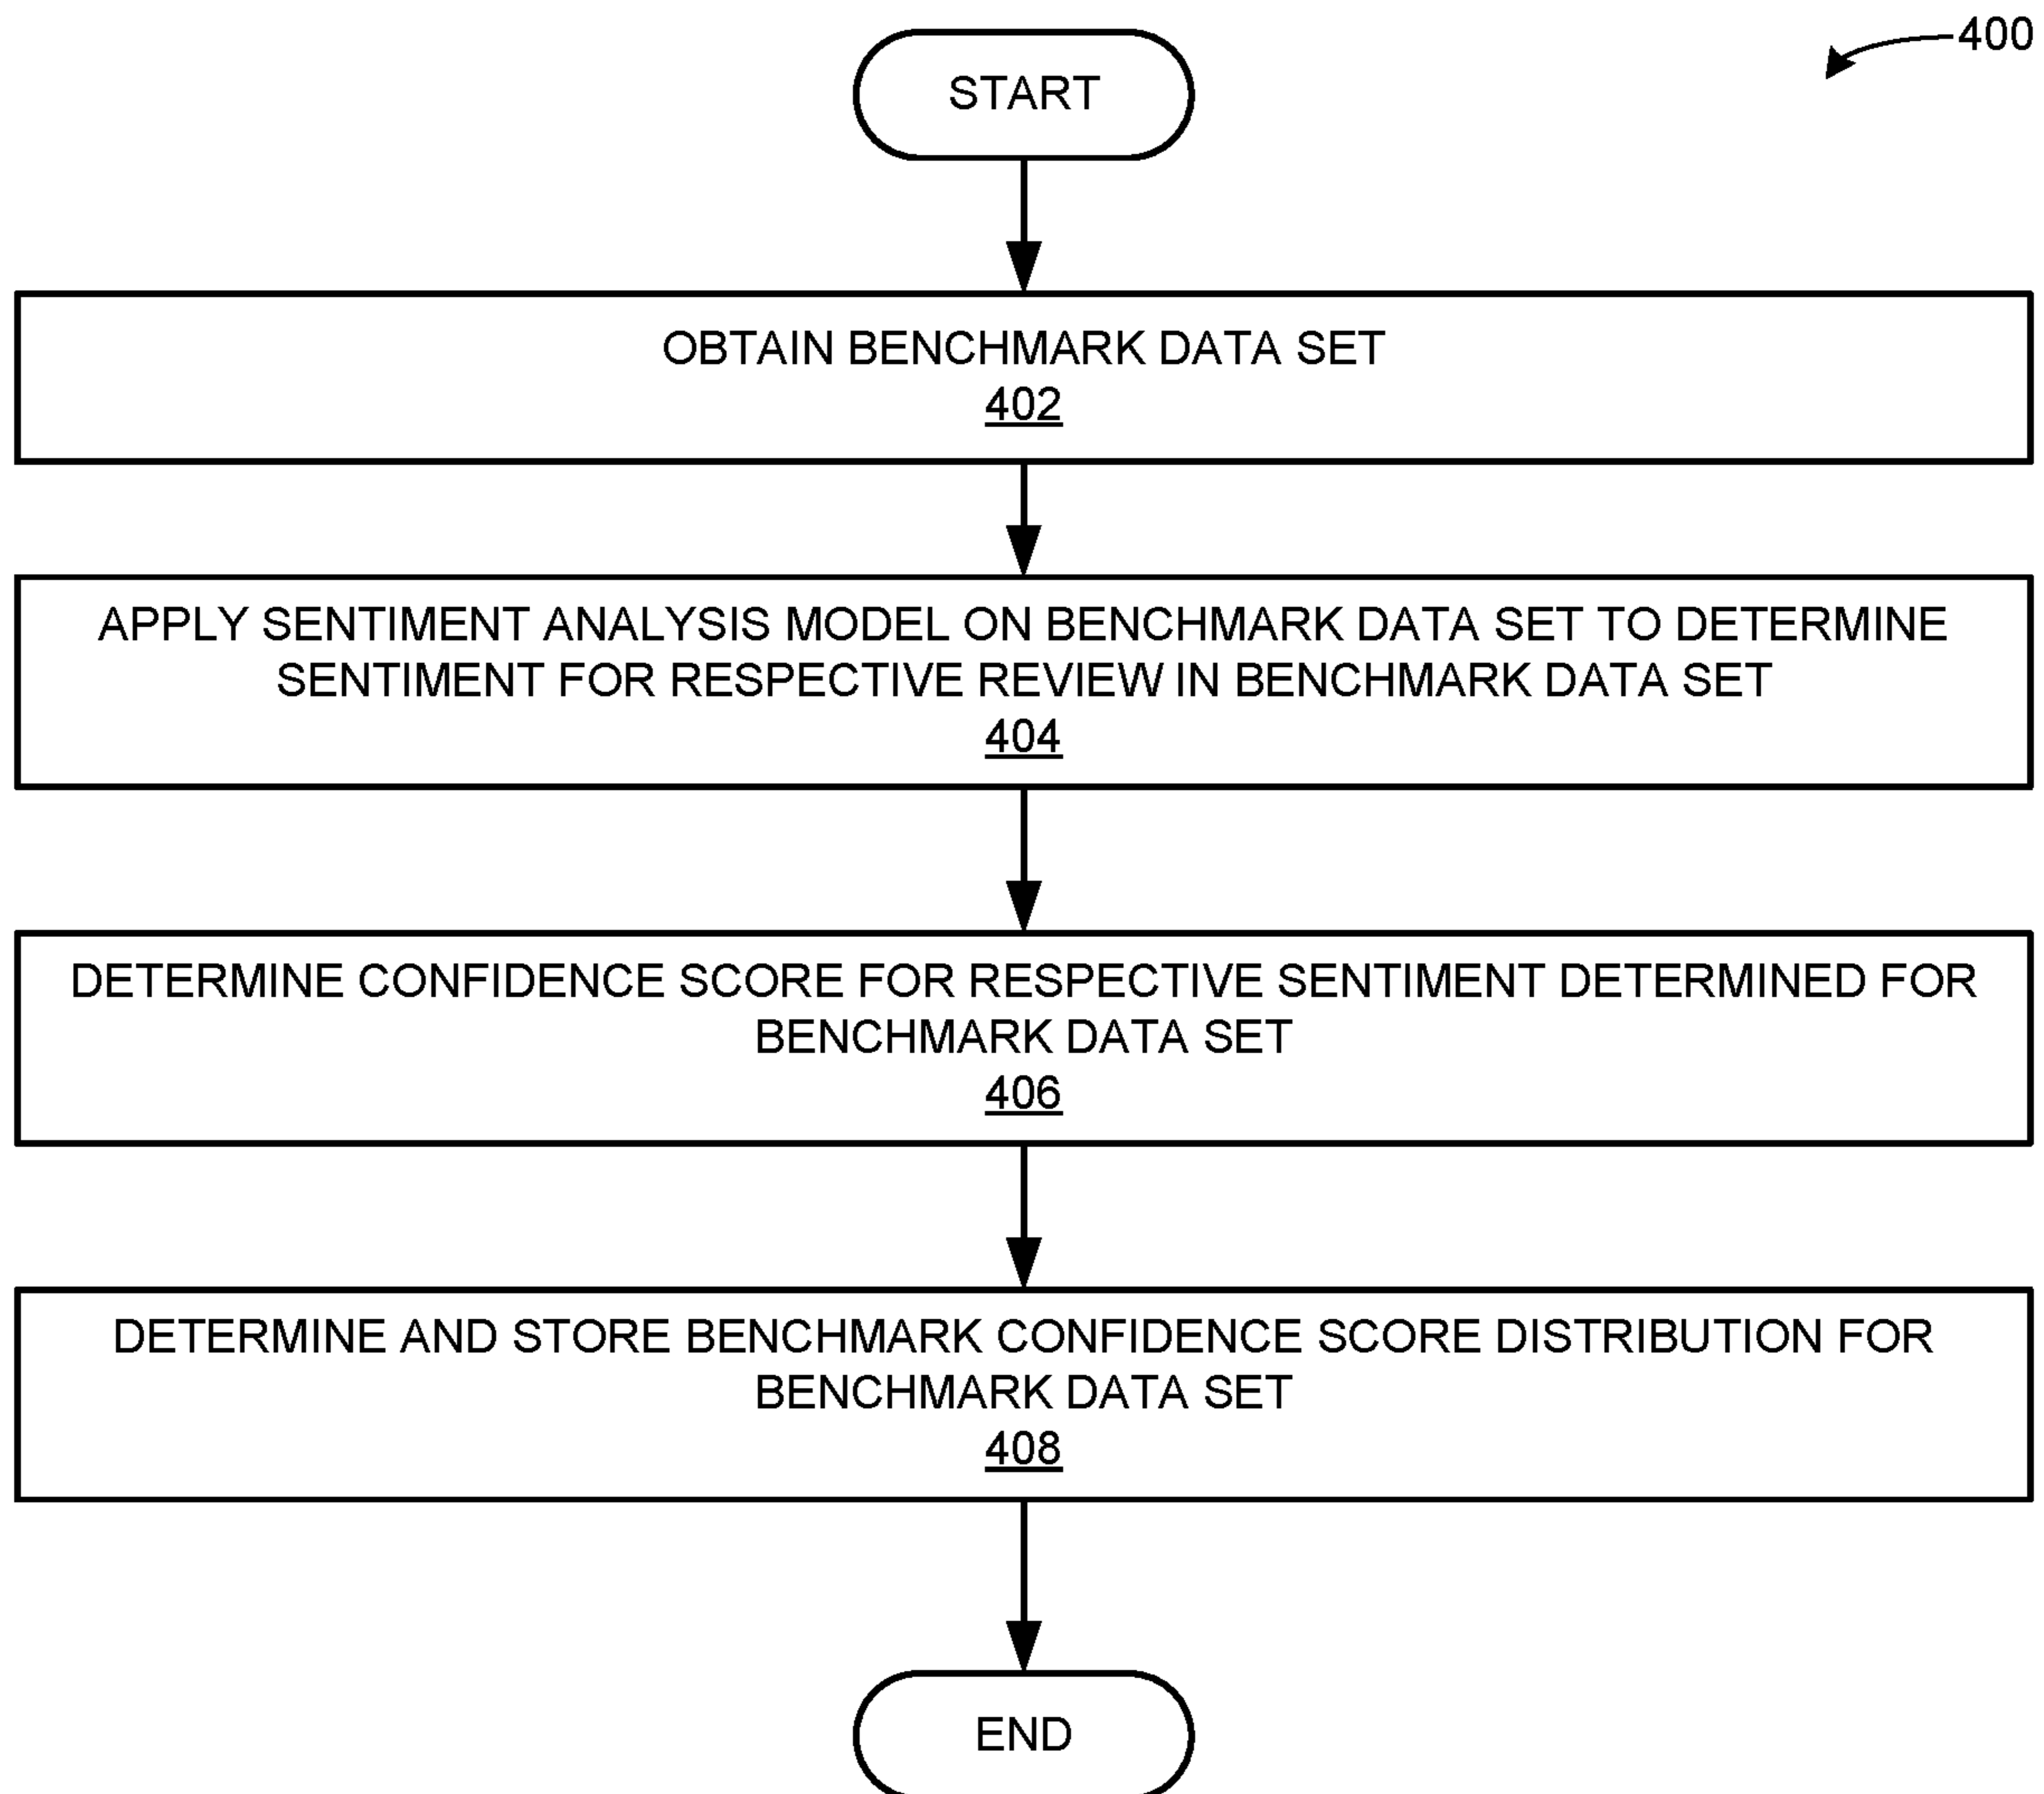 400
START
OBTAIN BENCHMARK DATA SET
402
APPLY SENTIMENT ANALYSIS MODEL ON BENCHMARK DATA SET TO DETERMINE
SENTIMENT FOR RESPECTIVE REVIEW IN BENCHMARK DATA SET
404
DETERMINE CONFIDENCE SCORE FOR RESPECTIVE SENTIMENT DETERMINED FOR
BENCHMARK DATA SET
406
DETERMINE AND STORE BENCHMARK CONFIDENCE SCORE DISTRIBUTION FOR
BENCHMARK DATA SET
408
END